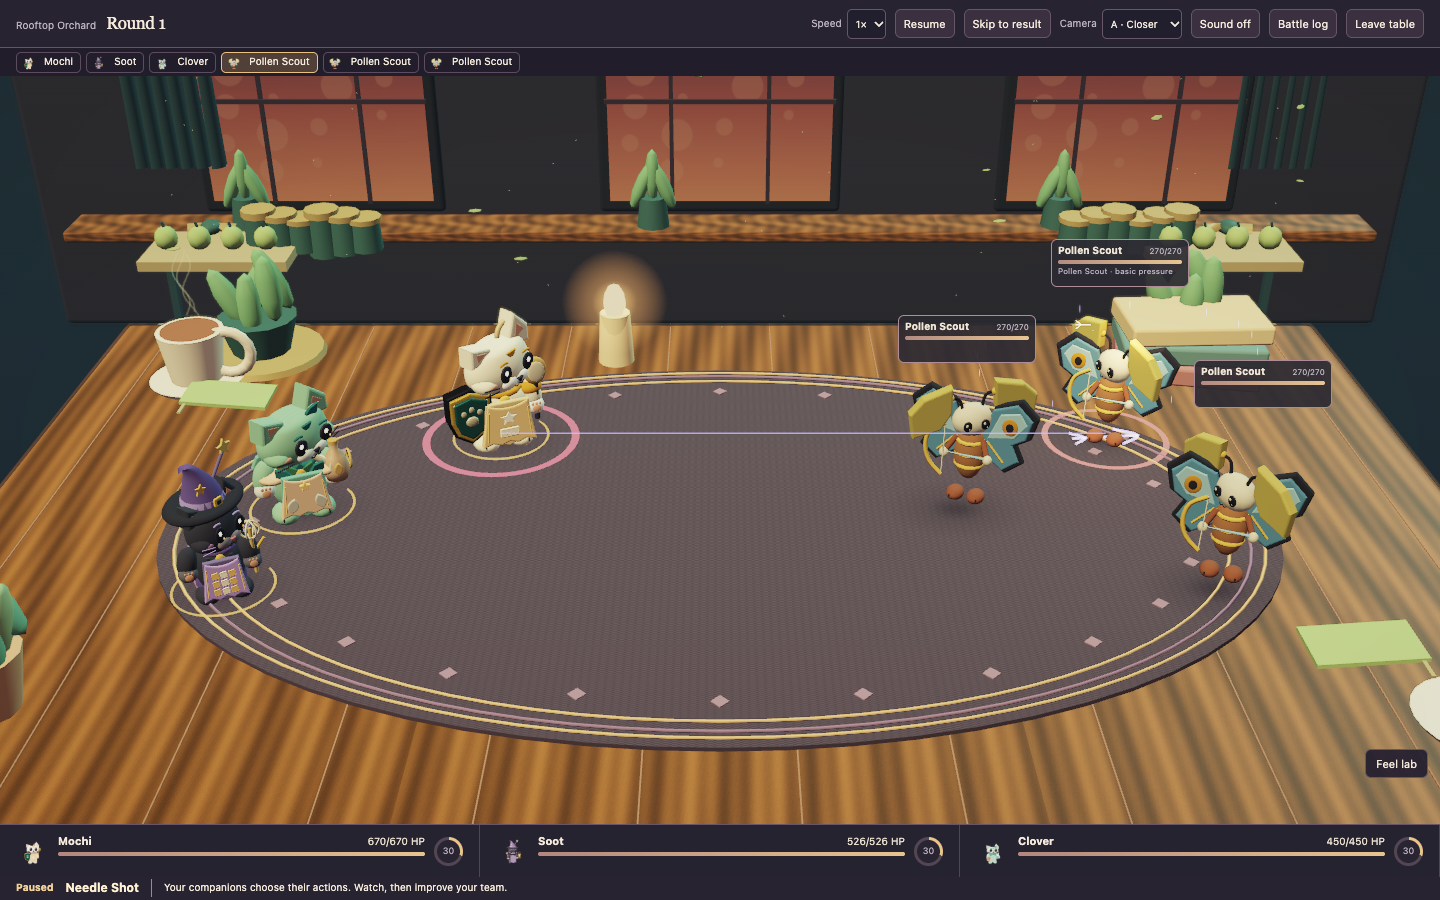 Rooftop Orchard Round 1
Speed 1× Resume Skip to result Camera A · Closer Sound off Battle log Leave table
Mochi Soot Clover Pollen Scout Pollen Scout Pollen Scout
Pollen Scout 270/270
Pollen Scout · basic pressure
Pollen Scout 270/270
Pollen Scout 270/270
Feel lab
Mochi 670/670 HP 30
Soot 526/526 HP 30
Clover 450/450 HP 30
Paused Needle Shot Your companions choose their actions. Watch, then improve your team.